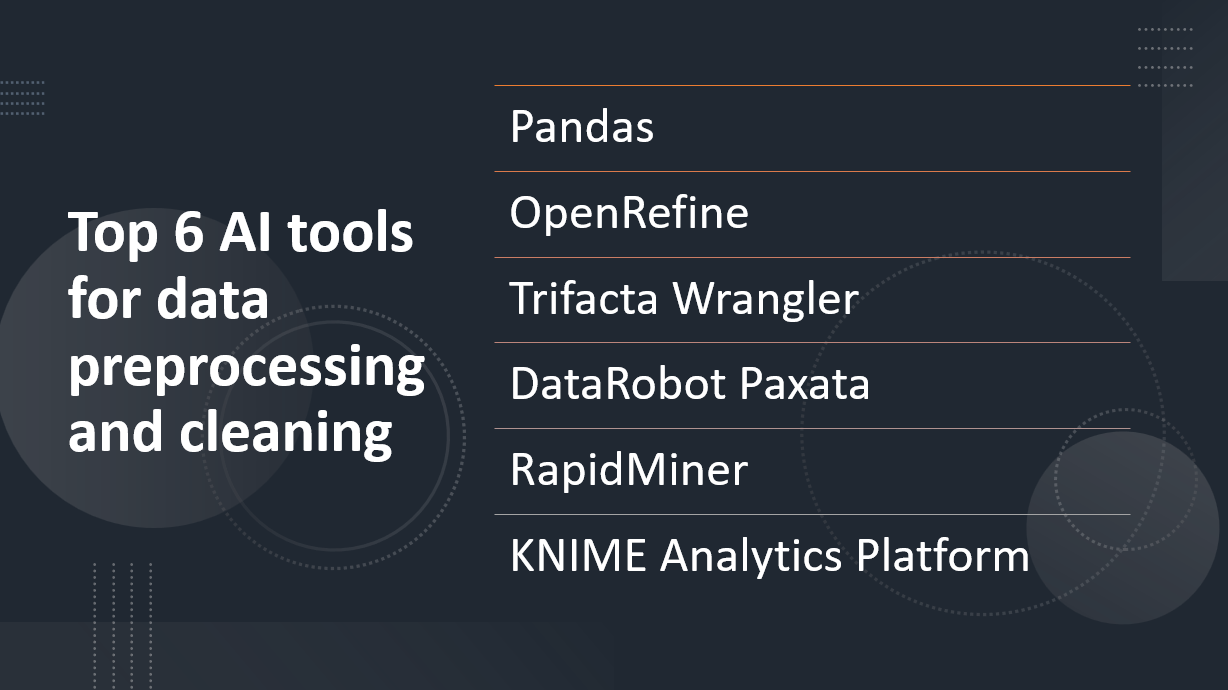 Top 6 AI tools
for data
preprocessing
and cleaning
Pandas
OpenRefine
Trifacta Wrangler
DataRobot Paxata
RapidMiner
KNIME Analytics Platform